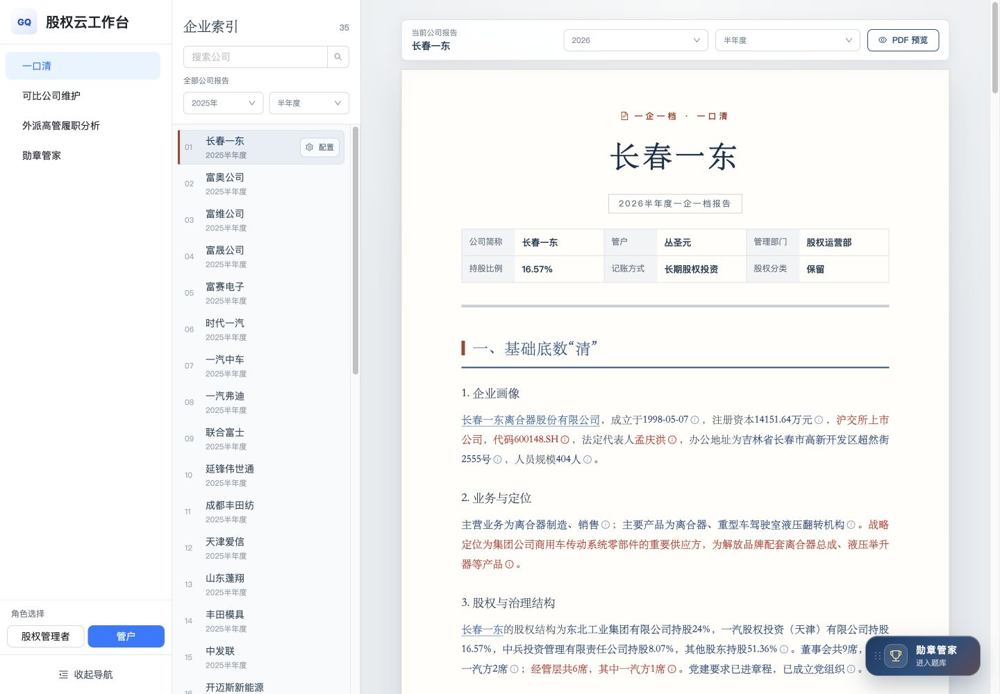 GQ 股权云工作台
一口清
可比公司维护
外派高管履职分析
勋章管家
角色选择
股权管理者 管户
收起导航
企业索引 35
搜索公司
全部公司报告
2025年 半年度
01 长春一东 配置
2025半年度
02 富奥公司
2025半年度
03 富维公司
2025半年度
04 富晟公司
2025半年度
05 富赛电子
2025半年度
06 时代一汽
2025半年度
07 一汽中车
2025半年度
08 一汽弗迪
2025半年度
09 联合富士
2025半年度
10 延锋伟世通
2025半年度
11 成都丰田纺
2025半年度
12 天津爱信
2025半年度
13 山东蓬翔
2025半年度
14 丰田模具
2025半年度
15 中发联
2025半年度
16 开迈斯新能源
当前公司报告
长春一东
2026 半年度 PDF 预览
一企一档 · 一口清
长春一东
2026半年度一企一档报告
公司简称 长春一东 管户 丛圣元 管理部门 股权运营部
持股比例 16.57% 记账方式 长期股权投资 股权分类 保留
一、基础底数“清”
1. 企业画像
长春一东离合器股份有限公司，成立于1998-05-07，注册资本14151.64万元，沪交所上市
公司，代码600148.SH，法定代表人孟庆洪，办公地址为吉林省长春市高新开发区超然街
2555号，人员规模404人。
2. 业务与定位
主营业务为离合器制造、销售；主要产品为离合器、重型车驾驶室液压翻转机构。战略
定位为集团公司商用车传动系统零部件的重要供应方，为解放品牌配套离合器总成、液压举升
器等产品。
3. 股权与治理结构
长春一东的股权结构为东北工业集团有限公司持股24%，一汽股权投资（天津）有限公司持股
16.57%，中兵投资管理有限责任公司持股8.07%，其他股东持股51.36%。董事会共9席，
一汽方2席；经管层共6席，其中一汽方1席。党建要求已进章程，已成立党组织。
勋章管家
进入题库